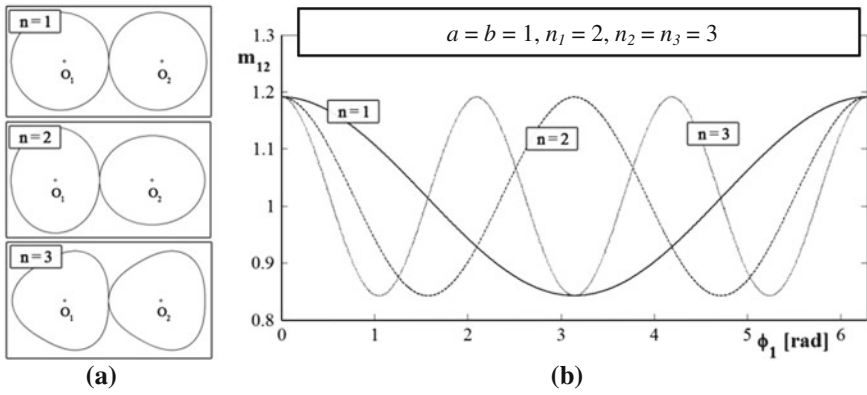 n = 1
O1 O2
n = 2
O1 O2
n = 3
O1 O2
(a)
a = b = 1, n1 = 2, n2 = n3 = 3
m12
1.3
1.2
1.1
1
0.9
0.8
n = 1
n = 2
n = 3
0 1 2 3 4 5 6
ϕ1 [rad]
(b)